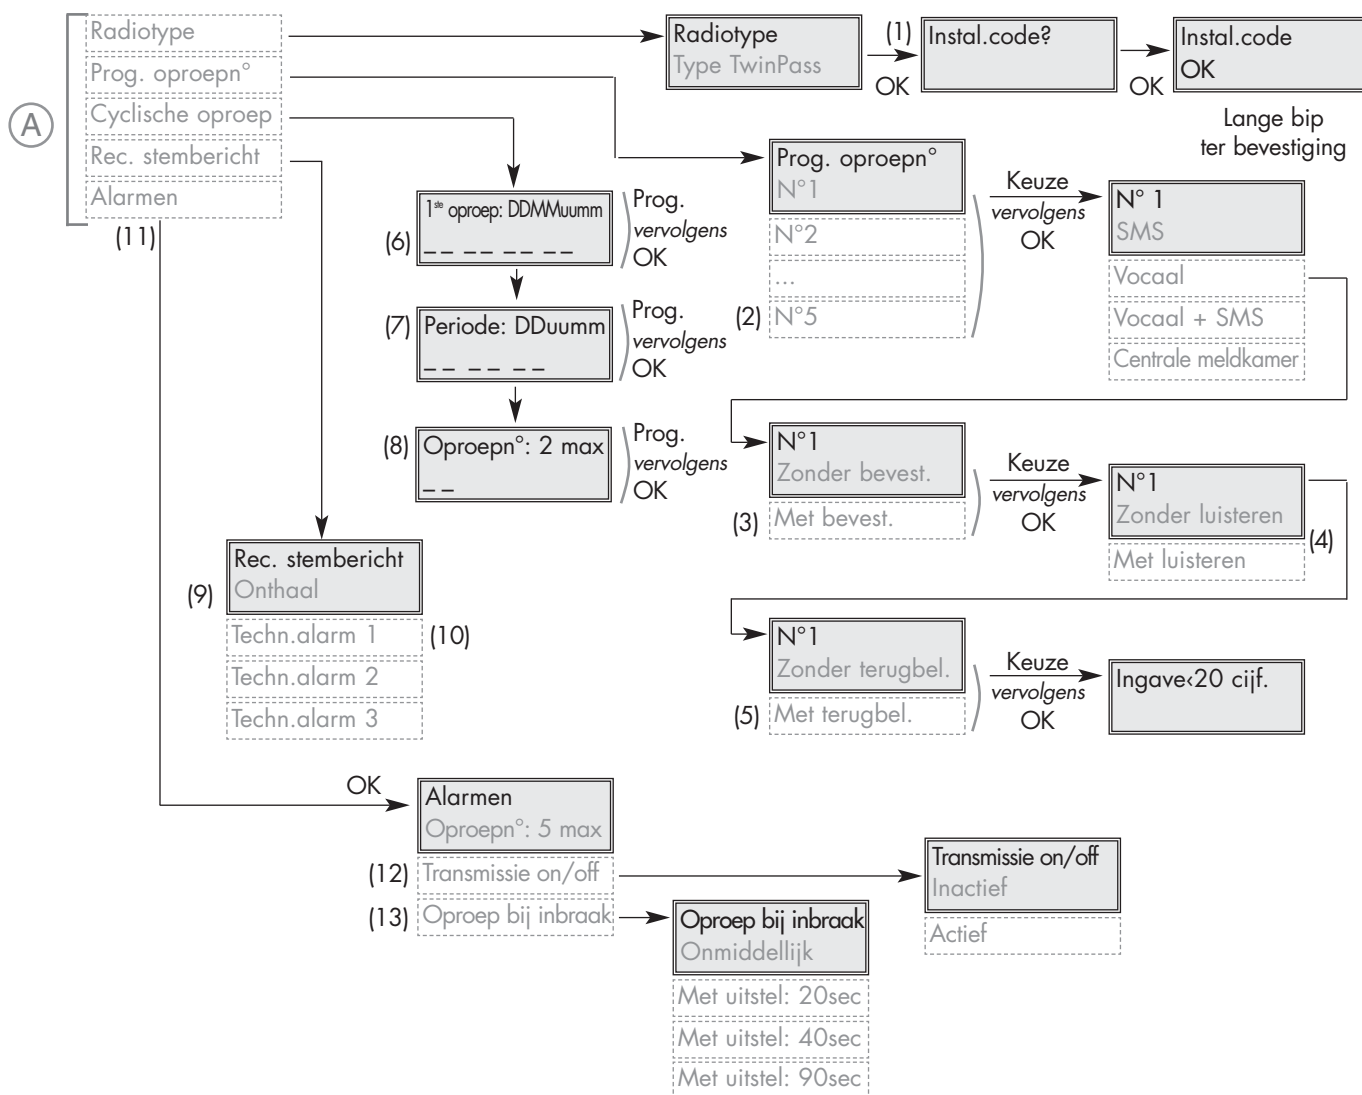 A
Radiotype
Prog. oproepn°
Cyclische oproep
Rec. stembericht
Alarmen
(11)
Radiotype
Type TwinPass
(1)
OK
Instal.code?
OK
Instal.code
OK
Lange bip
ter bevestiging
Prog. oproepn°
N°1
N°2
...
(2)
N°5
Keuze
vervolgens
OK
N° 1
SMS
Vocaal
Vocaal + SMS
Centrale meldkamer
(6)
1ste oproep: DDMMuumm
__ __ __ __
Prog.
vervolgens
OK
(7)
Periode: DDuumm
__ __ __
Prog.
vervolgens
OK
(8)
Oproepn°: 2 max
_ _
Prog.
vervolgens
OK
N°1
Zonder bevest.
(3)
Met bevest.
Keuze
vervolgens
OK
N°1
Zonder luisteren
(4)
Met luisteren
(9)
Rec. stembericht
Onthaal
Techn.alarm 1
(10)
Techn.alarm 2
Techn.alarm 3
N°1
Zonder terugbel.
(5)
Met terugbel.
Keuze
vervolgens
OK
Ingave<20 cijf.
OK
Alarmen
Oproepn°: 5 max
(12)
Transmissie on/off
(13)
Oproep bij inbraak
Transmissie on/off
Inactief
Actief
Oproep bij inbraak
Onmiddellijk
Met uitstel: 20sec
Met uitstel: 40sec
Met uitstel: 90sec